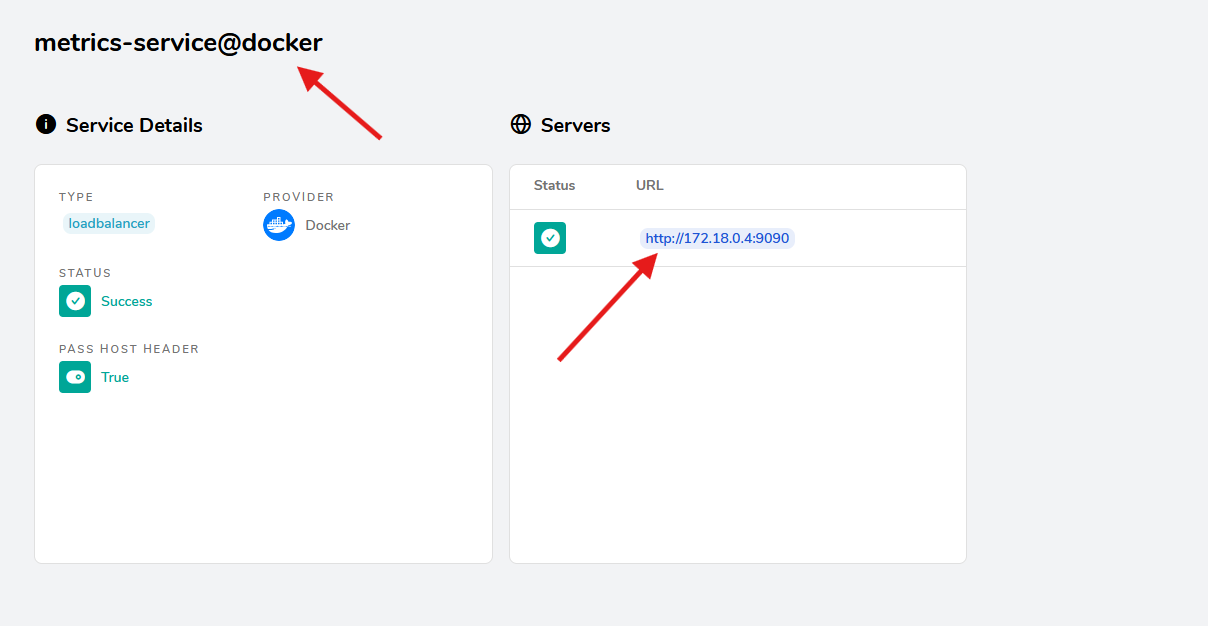 metrics-service@docker
Service Details
TYPE
PROVIDER
loadbalancer
Docker
STATUS
Success
PASS HOST HEADER
True
Servers
Status
URL
http://172.18.0.4:9090